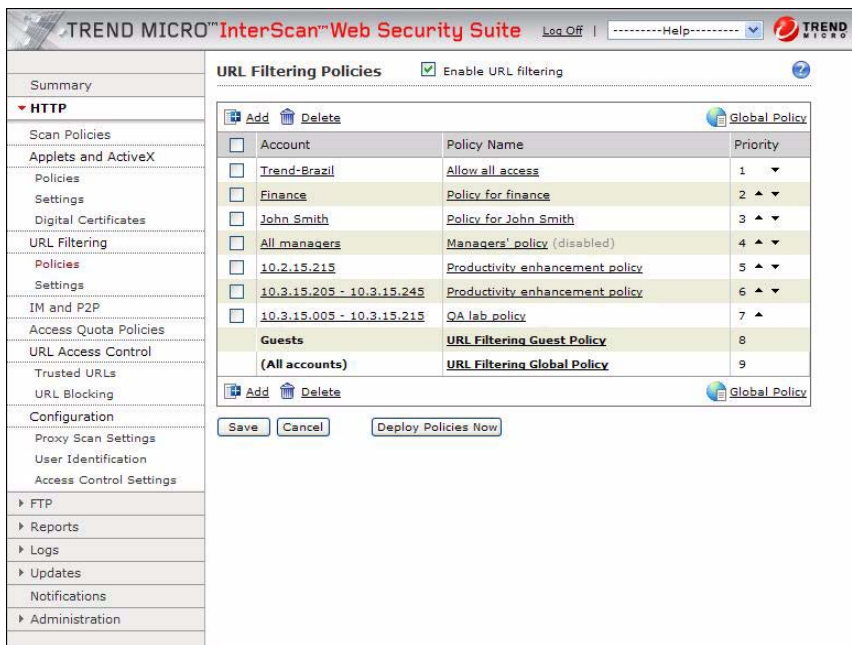 TREND MICRO™ InterScan™ Web Security Suite Log Off | ---------Help---------
TREND MICRO
Summary
HTTP
Scan Policies
Applets and ActiveX
Policies
Settings
Digital Certificates
URL Filtering
Policies
Settings
IM and P2P
Access Quota Policies
URL Access Control
Trusted URLs
URL Blocking
Configuration
Proxy Scan Settings
User Identification
Access Control Settings
FTP
Reports
Logs
Updates
Notifications
Administration
URL Filtering Policies Enable URL filtering ?
Add Delete Global Policy
Account Policy Name Priority
Trend-Brazil Allow all access 1
Finance Policy for finance 2
John Smith Policy for John Smith 3
All managers Managers' policy (disabled) 4
10.2.15.215 Productivity enhancement policy 5
10.3.15.205 - 10.3.15.245 Productivity enhancement policy 6
10.3.15.005 - 10.3.15.215 QA lab policy 7
Guests URL Filtering Guest Policy 8
(All accounts) URL Filtering Global Policy 9
Add Delete Global Policy
Save Cancel Deploy Policies Now